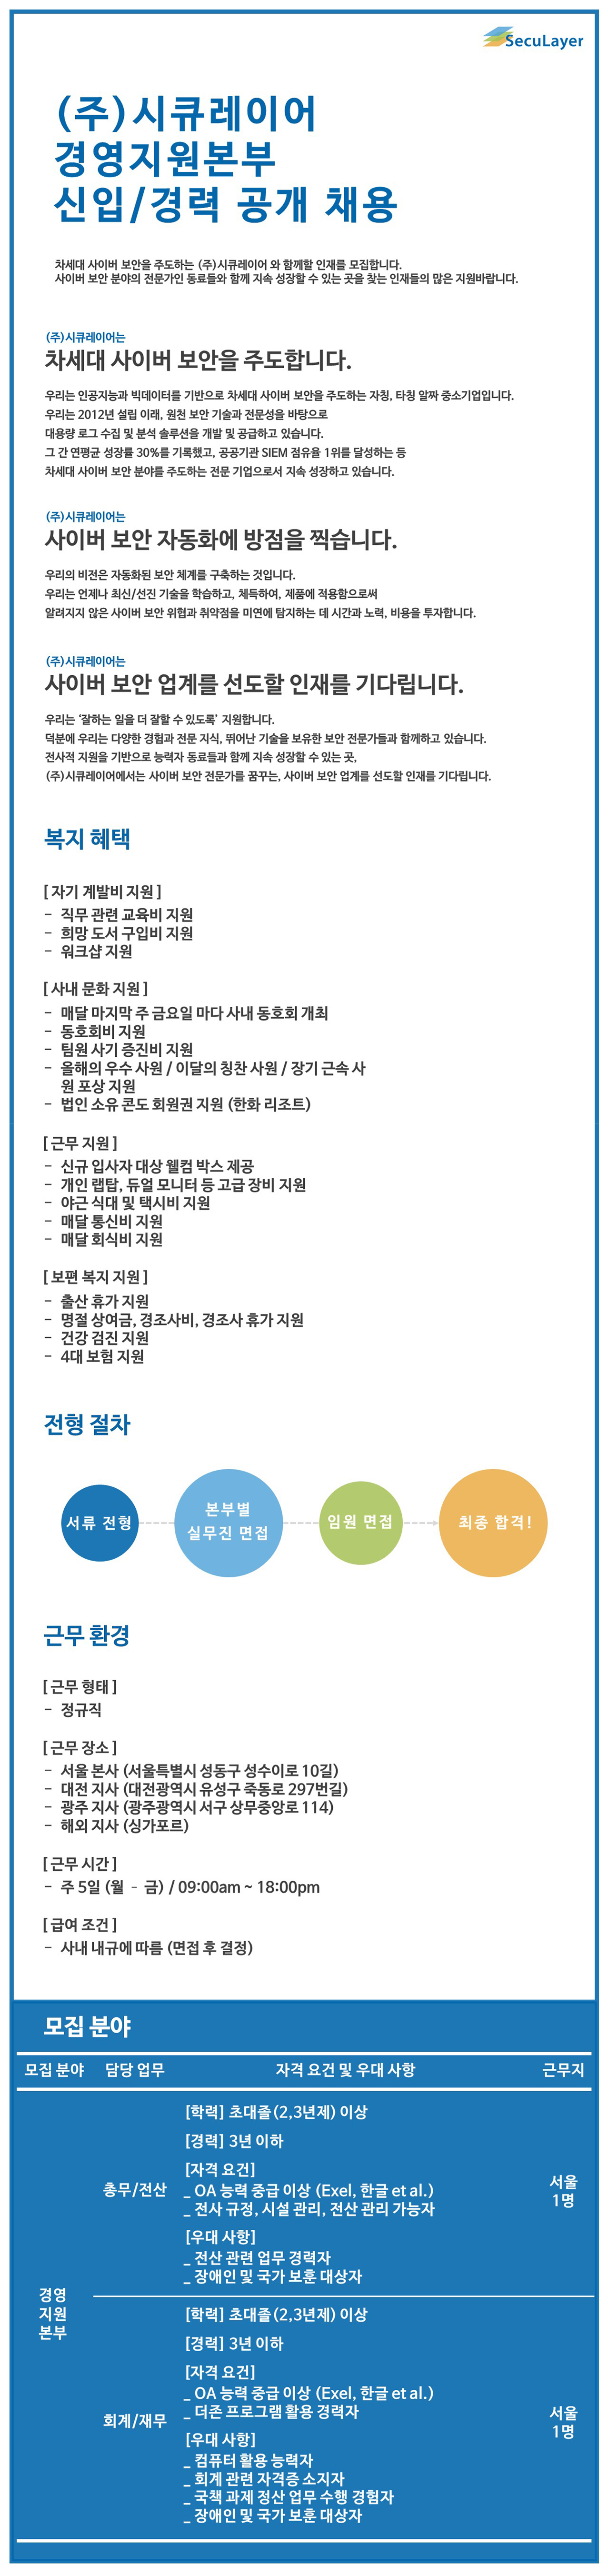 SecuLayer
(주)시큐레이어
경영지원본부
신입/경력 공개 채용
차세대 사이버 보안을 주도하는 (주)시큐레이어 와 함께할 인재를 모집합니다.
사이버 보안 분야의 전문가인 동료들와 함께 지속 성장할 수 있는 곳을 찾는 인재들의 많은 지원바랍니다.
(주)시큐레이어는
차세대 사이버 보안을 주도합니다.
우리는 인공지능과 빅데이터를 기반으로 차세대 사이버 보안을 주도하는 자칭, 타칭 알짜 중소기업입니다.
우리는 2012년 설립 이래, 원천 보안 기술과 전문성을 바탕으로
대용량 로그 수집 및 분석 솔루션을 개발 및 공급하고 있습니다.
그 간 연평균 성장률 30%를 기록했고, 공공기관 SIEM 점유율 1위를 달성하는 등
차세대 사이버 보안 분야를 주도하는 전문 기업으로서 지속 성장하고 있습니다.
(주)시큐레이어는
사이버 보안 자동화에 방점을 찍습니다.
우리의 비전은 자동화된 보안 체계를 구축하는 것입니다.
우리는 언제나 최신/선진 기술을 학습하고, 체득하여, 제품에 적용함으로써
알려지지 않은 사이버 보안 위협과 취약점을 미연에 탐지하는 데 시간과 노력, 비용을 투자합니다.
(주)시큐레이어는
사이버 보안 업계를 선도할 인재를 기다립니다.
우리는 ‘잘하는 일을 더 잘할 수 있도록’ 지원합니다.
덕분에 우리는 다양한 경험과 전문 지식, 뛰어난 기술을 보유한 보안 전문가들과 함께하고 있습니다.
전사적 지원을 기반으로 능력자 동료들과 함께 지속 성장할 수 있는 곳,
(주)시큐레이어에서는 사이버 보안 전문가를 꿈꾸는, 사이버 보안 업계를 선도할 인재를 기다립니다.
복지 혜택
[ 자기 계발비 지원 ]
- 직무 관련 교육비 지원
- 희망 도서 구입비 지원
- 워크샵 지원
[ 사내 문화 지원 ]
- 매달 마지막 주 금요일 마다 사내 동호회 개최
- 동호회비 지원
- 팀원 사기 증진비 지원
- 올해의 우수 사원 / 이달의 칭찬 사원 / 장기 근속 사
원 포상 지원
- 법인 소유 콘도 회원권 지원 (한화 리조트)
[ 근무 지원 ]
- 신규 입사자 대상 웰컴 박스 제공
- 개인 랩탑, 듀얼 모니터 등 고급 장비 지원
- 야근 식대 및 택시비 지원
- 매달 통신비 지원
- 매달 회식비 지원
[ 보편 복지 지원 ]
- 출산 휴가 지원
- 명절 상여금, 경조사비, 경조사 휴가 지원
- 건강 검진 지원
- 4대 보험 지원
전형 절차
서류 전형
본부별
실무진 면접
임원 면접
최종 합격!
근무 환경
[ 근무 형태 ]
- 정규직
[ 근무 장소 ]
- 서울 본사 (서울특별시 성동구 성수이로 10길)
- 대전 지사 (대전광역시 유성구 죽동로 297번길)
- 광주 지사 (광주광역시 서구 상무중앙로 114)
- 해외 지사 (싱가포르)
[ 근무 시간 ]
- 주 5일 (월 – 금) / 09:00am ~ 18:00pm
[ 급여 조건 ]
- 사내 내규에 따름 (면접 후 결정)
모집 분야
모집 분야 담당 업무 자격 요건 및 우대 사항 근무지
경영
지원
본부
총무/전산
[학력] 초대졸(2,3년제) 이상
[경력] 3년 이하
[자격 요건]
_ OA 능력 중급 이상 (Exel, 한글 et al.)
_ 전사 규정, 시설 관리, 전산 관리 가능자
[우대 사항]
_ 전산 관련 업무 경력자
_ 장애인 및 국가 보훈 대상자
서울
1명
회계/재무
[학력] 초대졸(2,3년제) 이상
[경력] 3년 이하
[자격 요건]
_ OA 능력 중급 이상 (Exel, 한글 et al.)
_ 더존 프로그램 활용 경력자
[우대 사항]
_ 컴퓨터 활용 능력자
_ 회계 관련 자격증 소지자
_ 국책 과제 정산 업무 수행 경험자
_ 장애인 및 국가 보훈 대상자
서울
1명